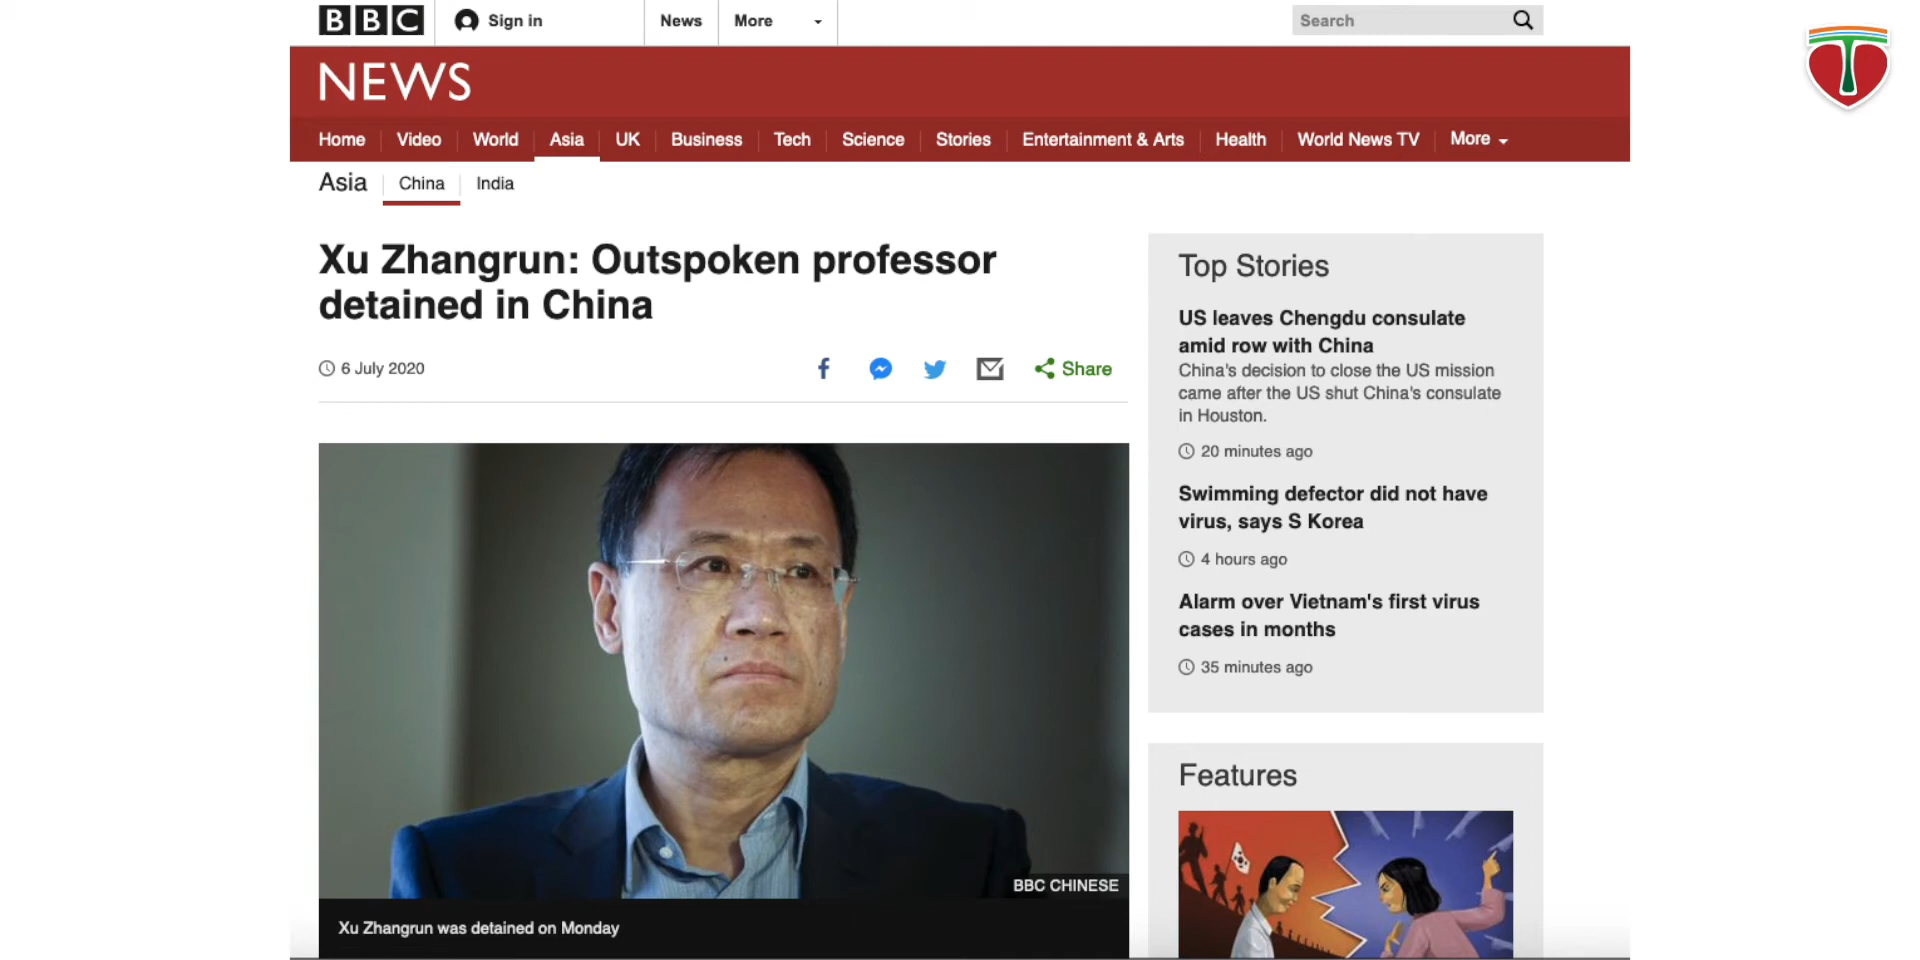 BBC
Sign in
News
More
Search
NEWS
Home
Video
World
Asia
UK
Business
Tech
Science
Stories
Entertainment & Arts
Health
World News TV
More
Asia
China
India
Xu Zhangrun: Outspoken professor
detained in China
6 July 2020
Share
BBC CHINESE
Xu Zhangrun was detained on Monday
Top Stories
US leaves Chengdu consulate
amid row with China
China's decision to close the US mission
came after the US shut China's consulate
in Houston.
20 minutes ago
Swimming defector did not have
virus, says S Korea
4 hours ago
Alarm over Vietnam's first virus
cases in months
35 minutes ago
Features